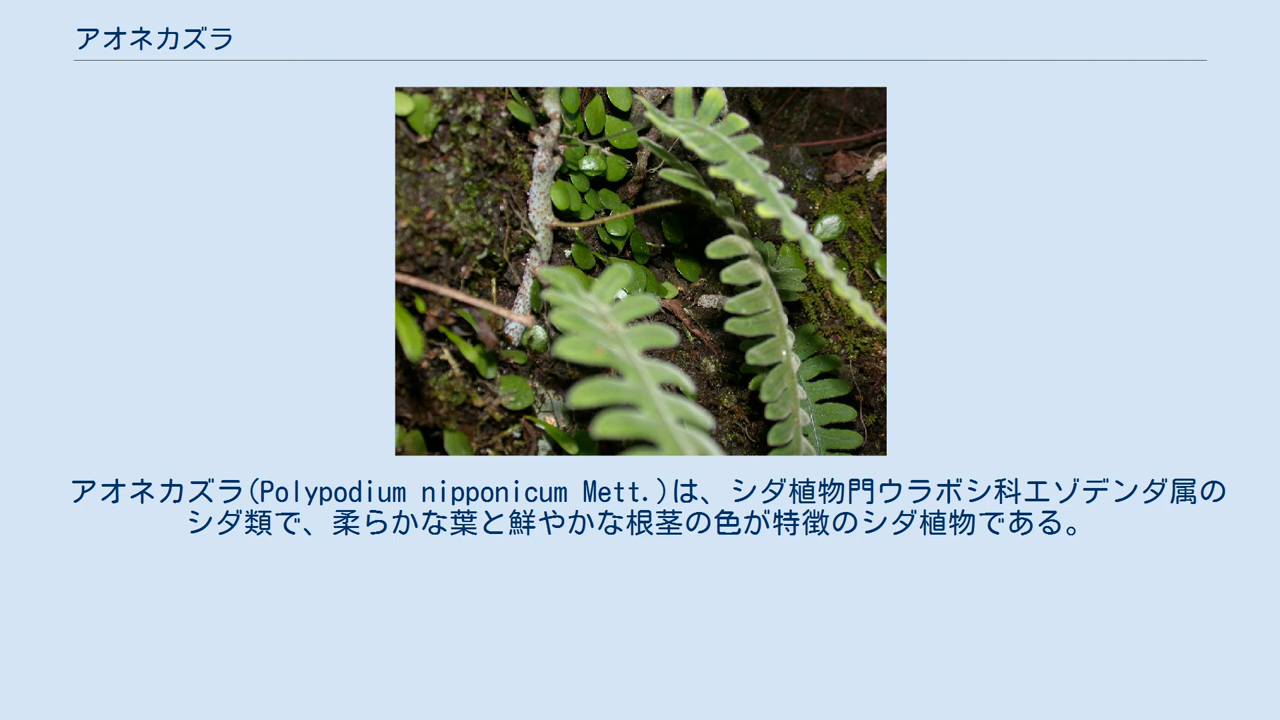 アオネカズラ
アオネカズラ(Polypodium nipponicum Mett.)は、シダ植物門ウラボシ科エゾデンダ属の
シダ類で、柔らかな葉と鮮やかな根茎の色が特徴のシダ植物である。